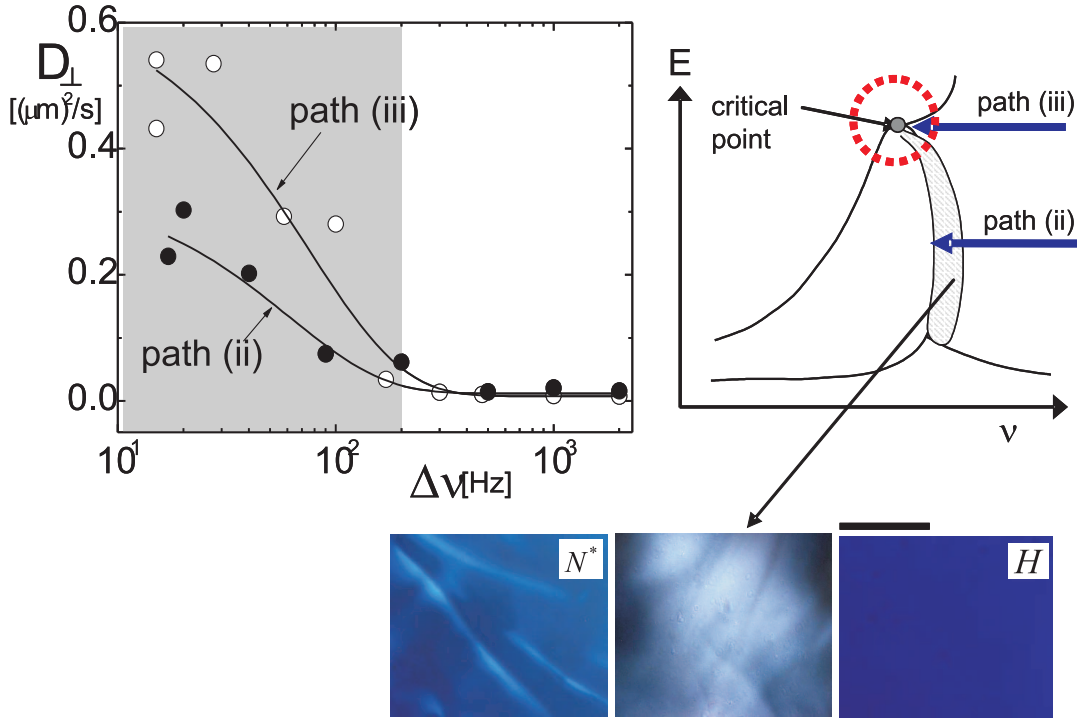 0.6
D⊥
[(μm)²/s]
0.4
0.2
0.0
path (iii)
path (ii)
10¹
10²
10³
Δν[Hz]
E
critical
point
path (iii)
path (ii)
ν
N*
H